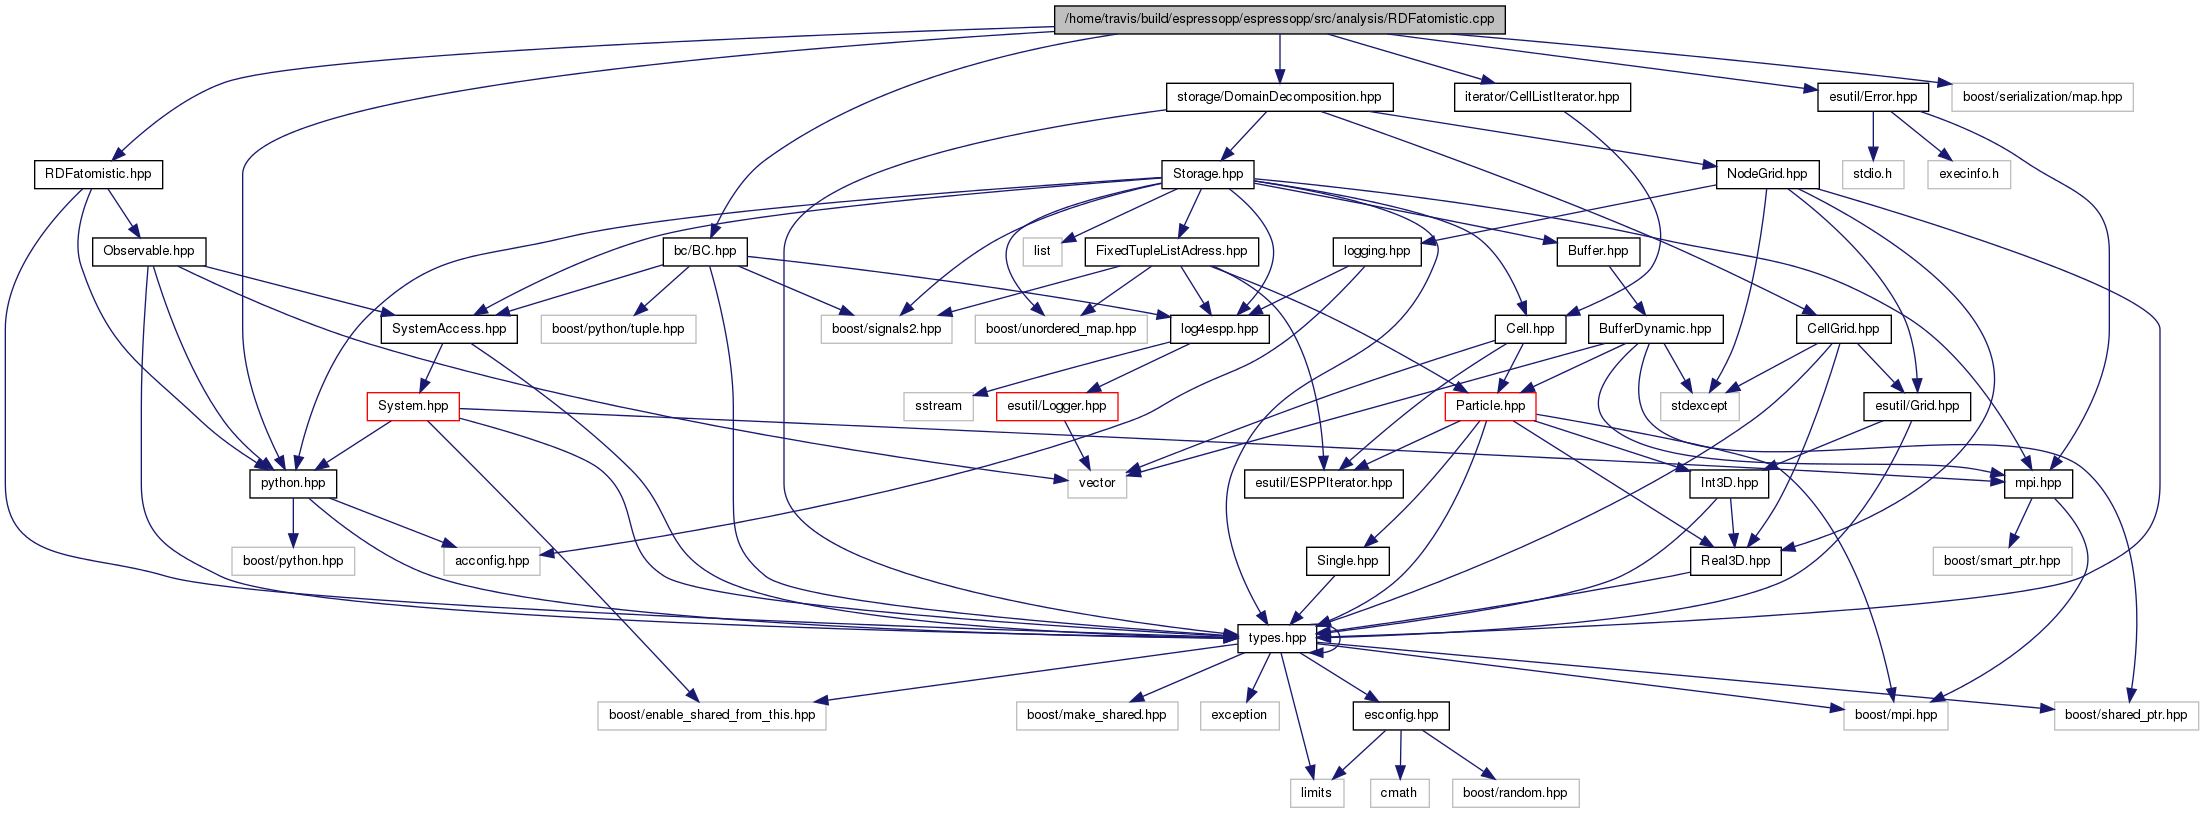 /home/travis/build/espressopp/espressopp/src/analysis/RDFatomistic.cpp
storage/DomainDecomposition.hpp
iterator/CellListIterator.hpp
esutil/Error.hpp
boost/serialization/map.hpp
RDFatomistic.hpp
Storage.hpp
NodeGrid.hpp
stdio.h
execinfo.h
Observable.hpp
bc/BC.hpp
list
FixedTupleListAdress.hpp
logging.hpp
Buffer.hpp
SystemAccess.hpp
boost/python/tuple.hpp
boost/signals2.hpp
boost/unordered_map.hpp
log4espp.hpp
Cell.hpp
BufferDynamic.hpp
CellGrid.hpp
System.hpp
sstream
esutil/Logger.hpp
Particle.hpp
stdexcept
esutil/Grid.hpp
python.hpp
vector
esutil/ESPPIterator.hpp
Int3D.hpp
mpi.hpp
boost/python.hpp
acconfig.hpp
Single.hpp
Real3D.hpp
boost/smart_ptr.hpp
types.hpp
boost/enable_shared_from_this.hpp
boost/make_shared.hpp
exception
esconfig.hpp
boost/mpi.hpp
boost/shared_ptr.hpp
limits
cmath
boost/random.hpp